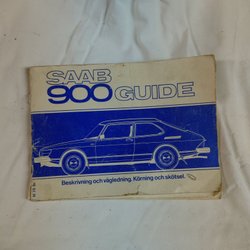 SAAB
900 GUIDE
Beskrivning och vägledning. Körning och skötsel.